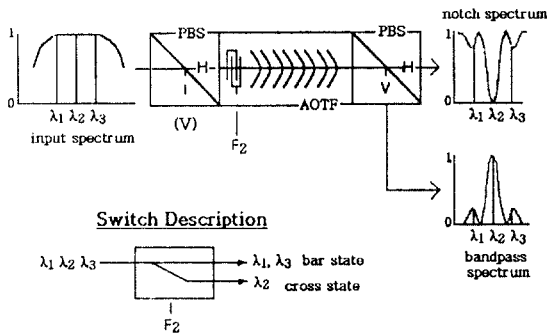 notch spectrum
PBS
PBS
1
H
H
1
I
V
AOTF
0
0
λ1 λ2 λ3
λ1 λ2 λ3
input spectrum
(V)
F2
1
Switch Description
0
λ1 λ2 λ3
bandpass
spectrum
λ1 λ2 λ3
λ1, λ3 bar state
λ2 cross state
F2